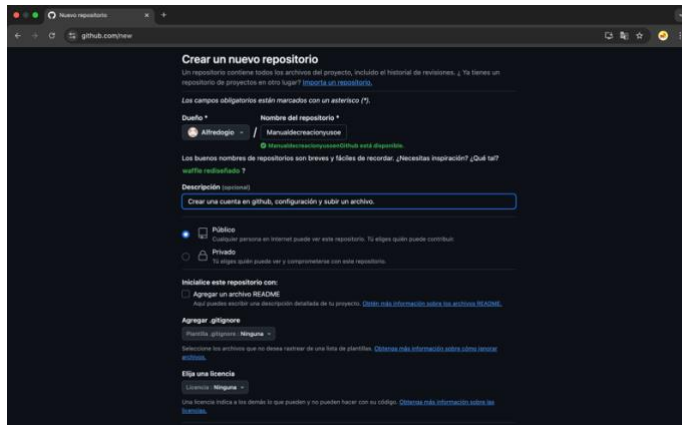 Nuevo repositorio
github.com/new
Crear un nuevo repositorio
Un repositorio contiene todos los archivos del proyecto, incluido el historial de revisiones. ¿ Ya tienes un
repositorio de proyectos en otro lugar? Importa un repositorio.
Los campos obligatorios están marcados con un asterisco (*).
Dueño * Nombre del repositorio *
Alfredogio / Manualdecreacionyusoe
ManualdecreacionyusoenGithub está disponible.
Los buenos nombres de repositorios son breves y fáciles de recordar. ¿Necesitas inspiración? ¿Qué tal?
waffle rediseñado ?
Descripción (opcional)
Crear una cuenta en github, configuración y subir un archivo.
Público
Cualquier persona en Internet puede ver este repositorio. Tú eliges quién puede contribuir.
Privado
Tú eliges quién puede ver y comprometerse con este repositorio.
Inicialice este repositorio con:
Agregar un archivo README
Aquí puedes escribir una descripción detallada de tu proyecto. Obtén más información sobre los archivos README.
Agregar .gitignore
Plantilla .gitignore : Ninguna
Seleccione los archivos que no desea rastrear de una lista de plantillas. Obtenga más información sobre cómo ignorar
archivos.
Elija una licencia
Licencia : Ninguna
Una licencia indica a los demás lo que pueden y no pueden hacer con su código. Obtenga más información sobre las
licencias.